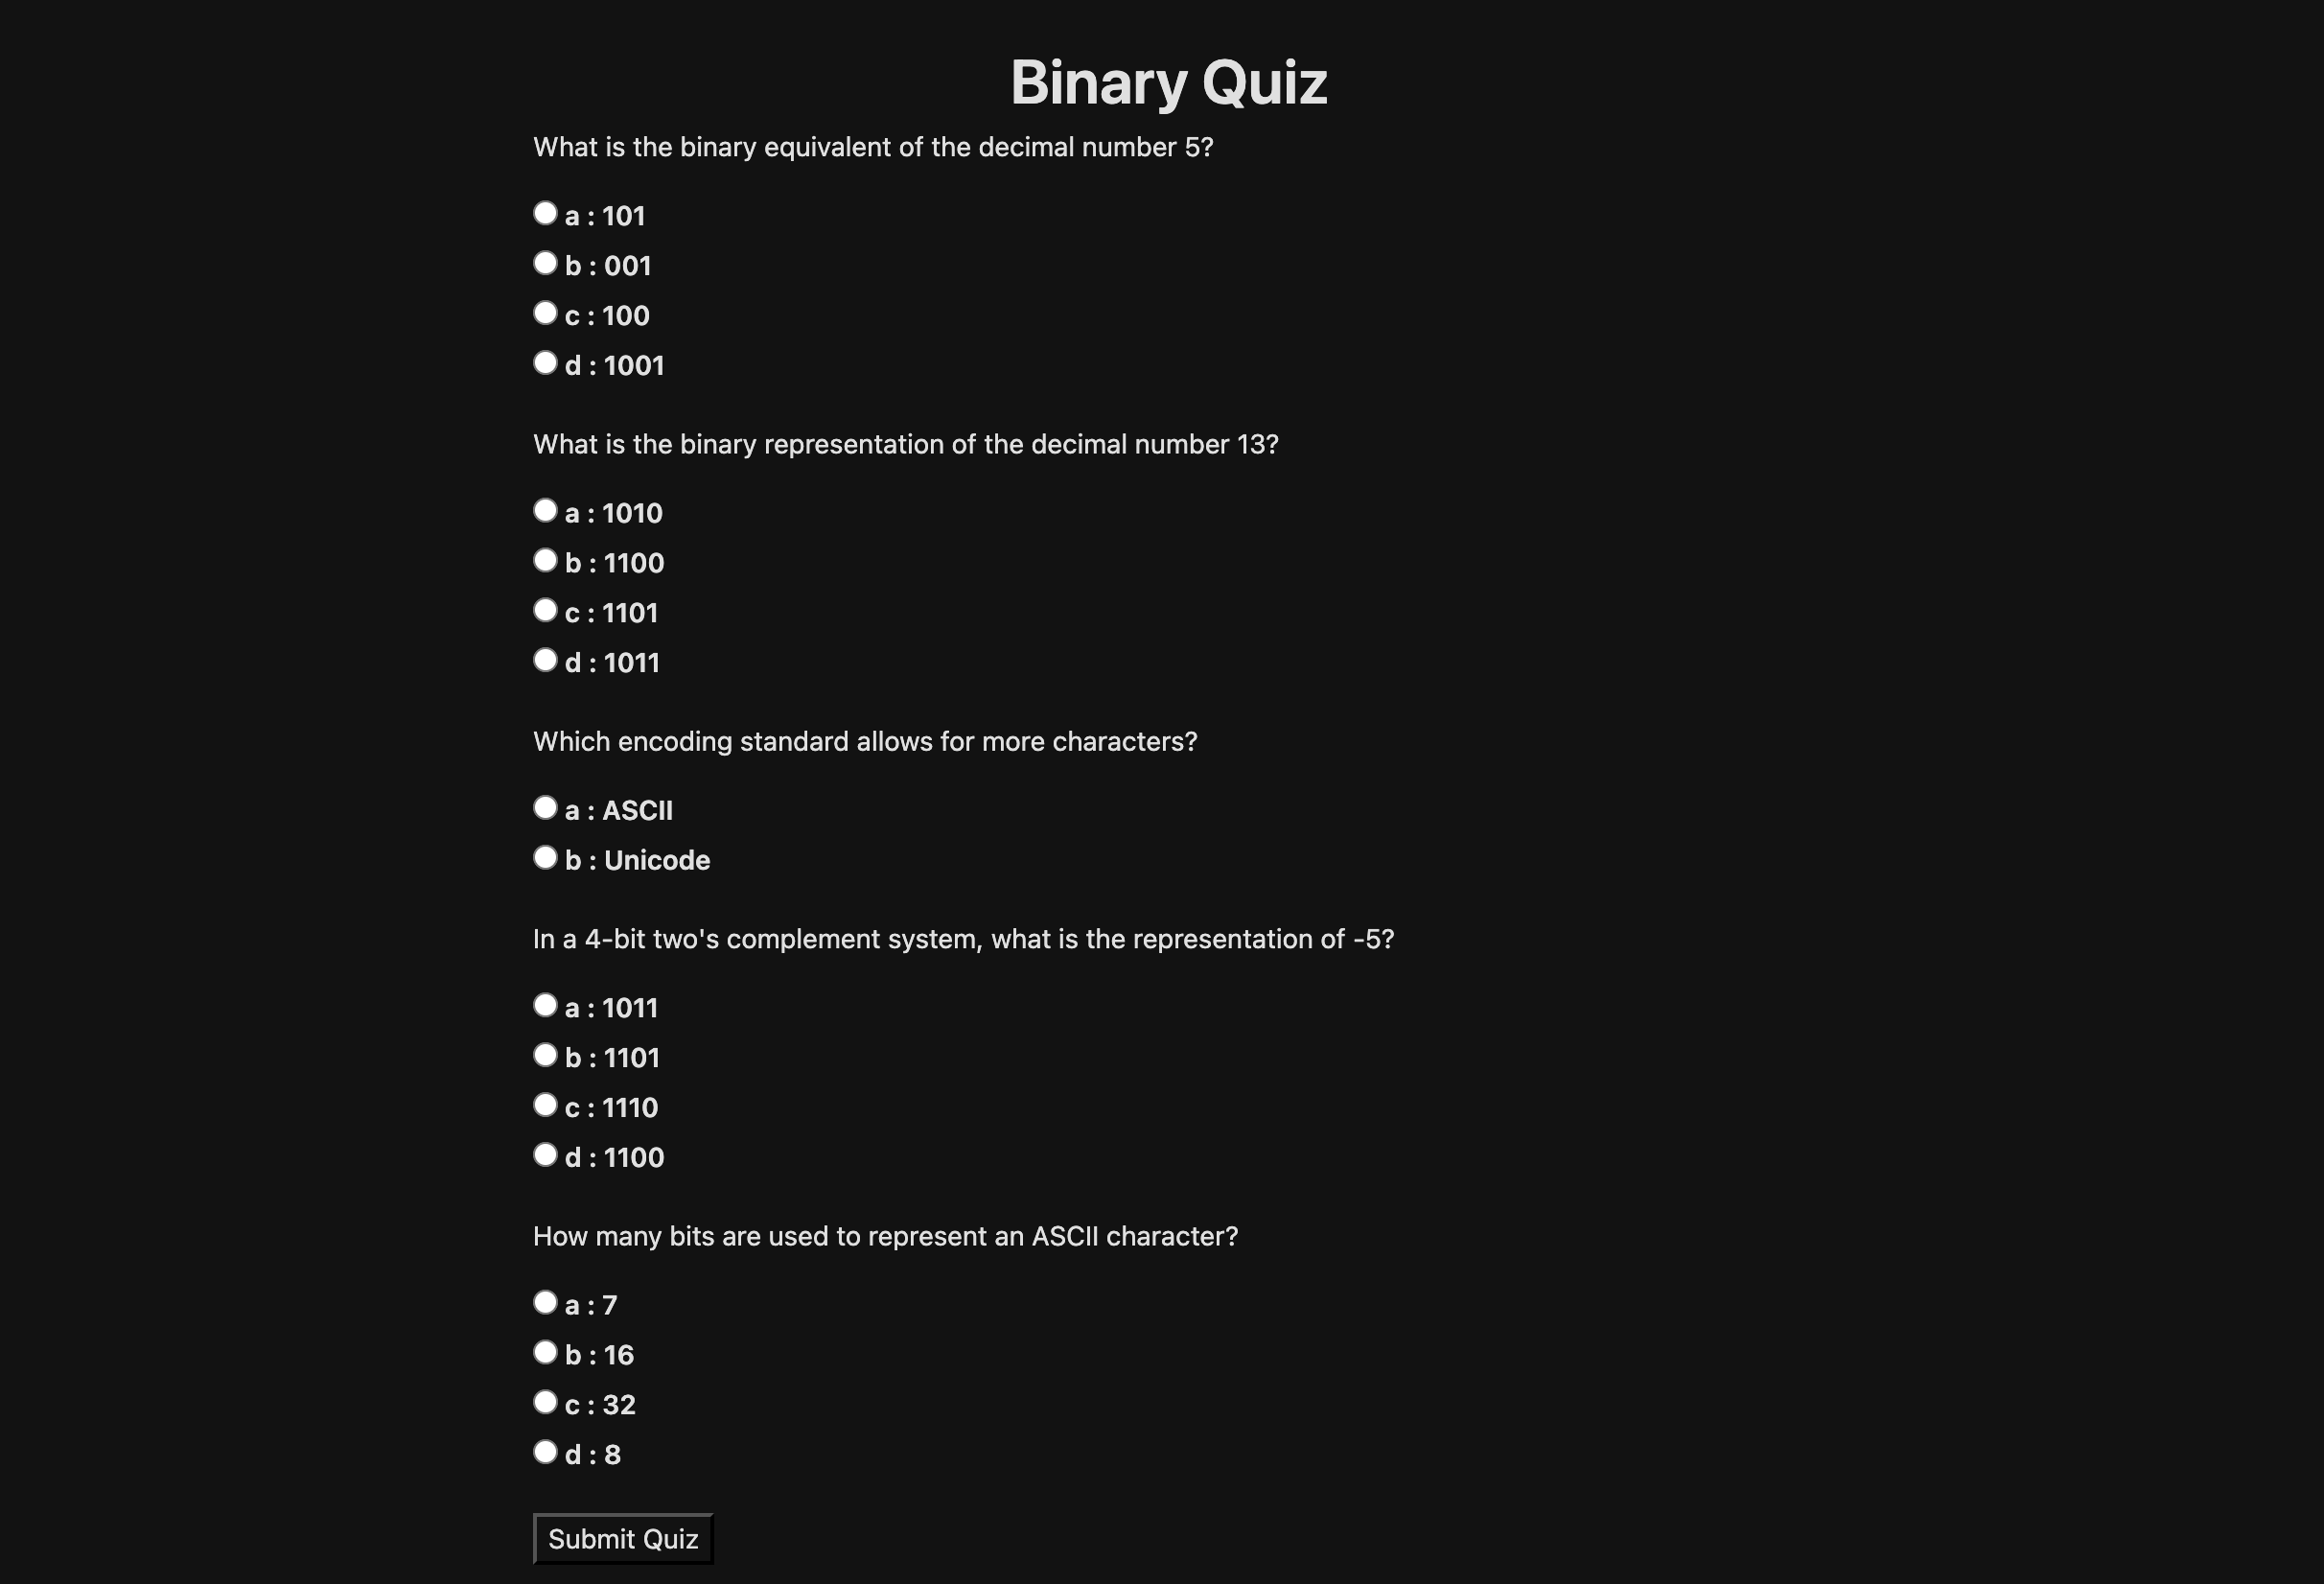 Binary Quiz
What is the binary equivalent of the decimal number 5?
a : 101
b : 001
c : 100
d : 1001
What is the binary representation of the decimal number 13?
a : 1010
b : 1100
c : 1101
d : 1011
Which encoding standard allows for more characters?
a : ASCII
b : Unicode
In a 4-bit two's complement system, what is the representation of -5?
a : 1011
b : 1101
c : 1110
d : 1100
How many bits are used to represent an ASCII character?
a : 7
b : 16
c : 32
d : 8
Submit Quiz